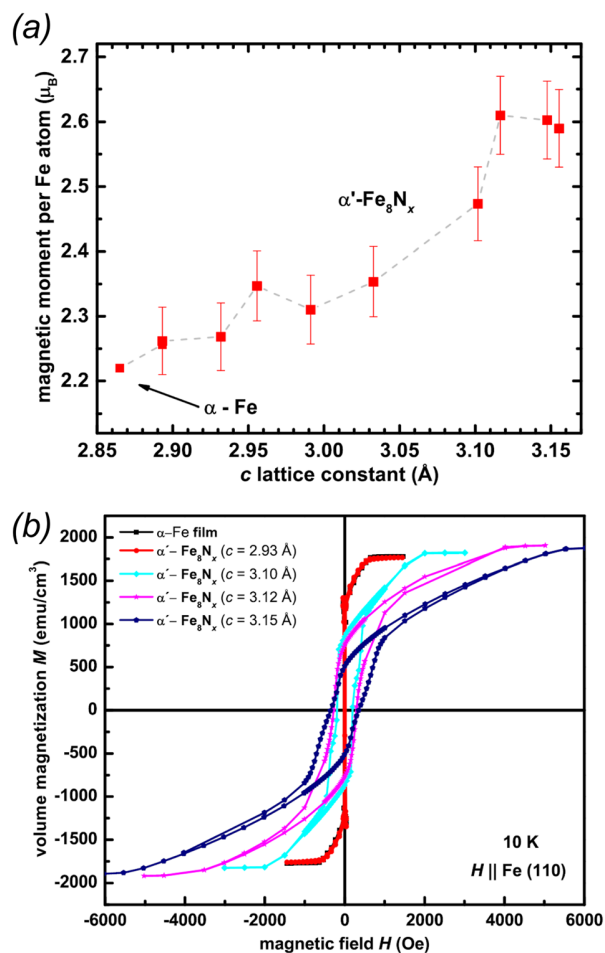 (a)
magnetic moment per Fe atom (μB)
2.7
2.6
2.5
2.4
2.3
2.2
α'-Fe8Nx
α - Fe
2.85 2.90 2.95 3.00 3.05 3.10 3.15
c lattice constant (Å)
(b)
volume magnetization M (emu/cm³)
2000
1500
1000
500
0
-500
-1000
-1500
-2000
α–Fe film
α´– Fe8Nx (c = 2.93 Å)
α´– Fe8Nx (c = 3.10 Å)
α´– Fe8Nx (c = 3.12 Å)
α´– Fe8Nx (c = 3.15 Å)
10 K
H || Fe (110)
-6000 -4000 -2000 0 2000 4000 6000
magnetic field H (Oe)